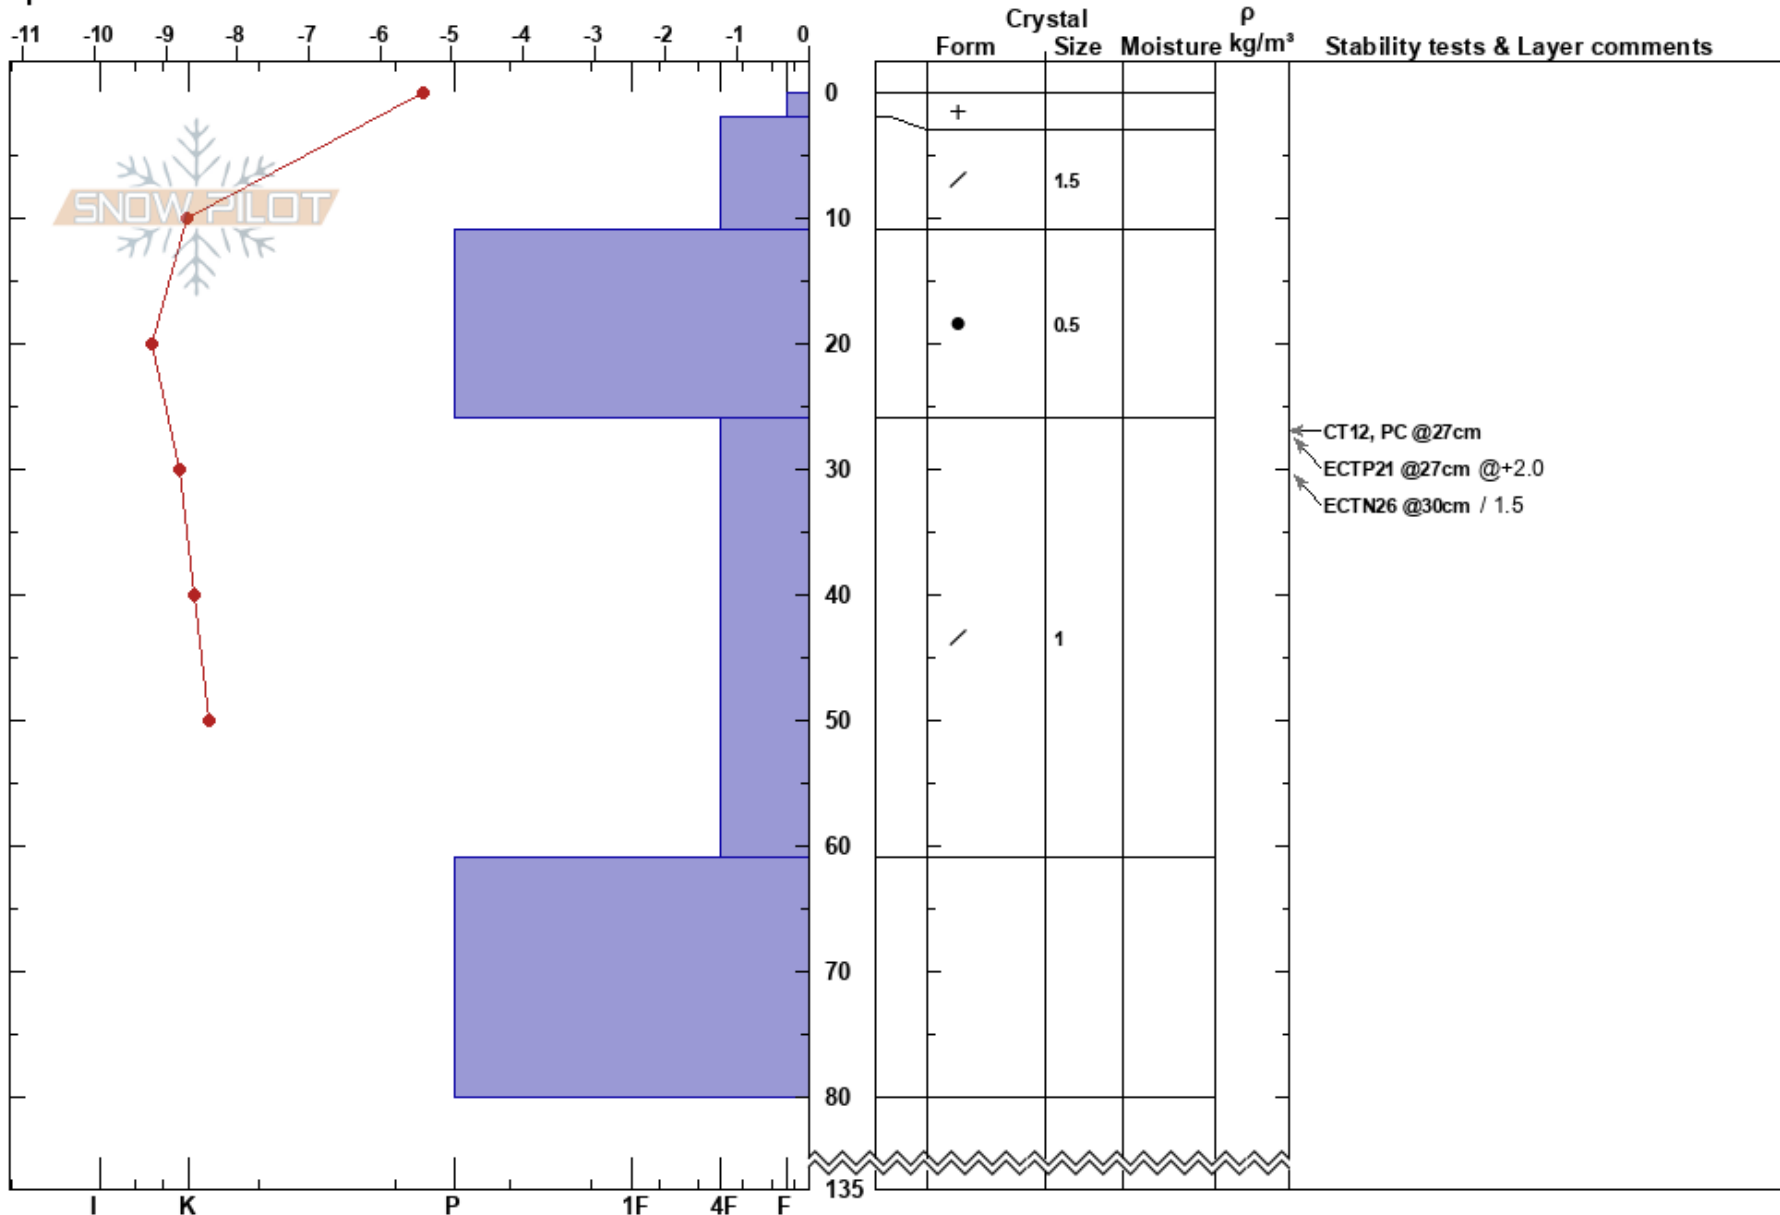 Crystal ρ
-11 -10 -9 -8 -7 -6 -5 -4 -3 -2 -1 0 Form Size Moisture kg/m³ Stability tests & Layer comments
0
+
1.5
SNOW PILOT
10
0.5
20
CT12, PC @27cm
30 ECTP21 @27cm @+2.0
ECTN26 @30cm / 1.5
40
1
50
60
70
80
135
I K P 1F 4F F